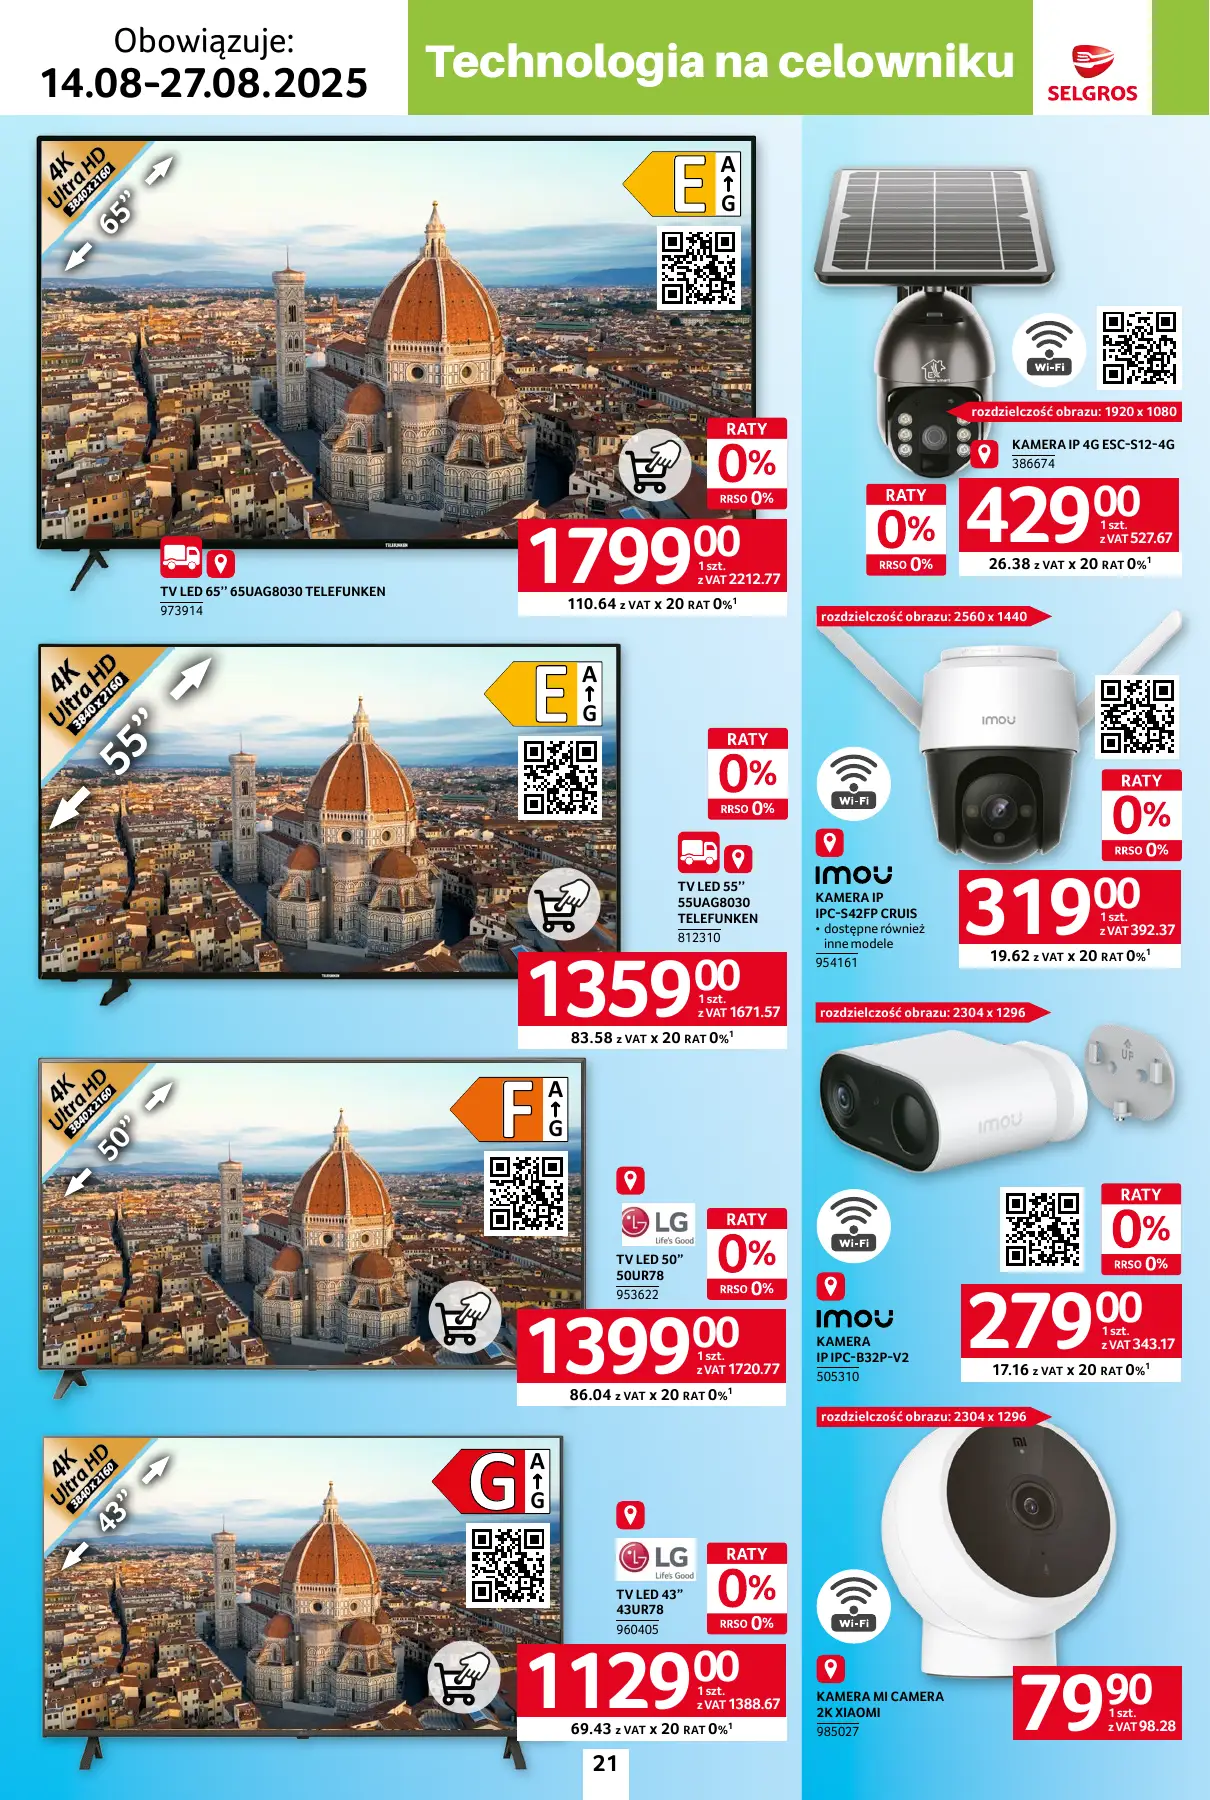 Obowiązuje:
14.08-27.08.2025
Technologia na celowniku
SELGROS
4K
Ultra HD
3840x2160
65’’
E
A
G
RATY
0%
RRSO 0%
TELEFUNKEN
TV LED 65’’ 65UAG8030 TELEFUNKEN
973914
1799 00
1 szt.
z VAT 2212.77
110.64 z VAT x 20 RAT 0%1
4K
Ultra HD
3840x2160
55’’
E
A
G
RATY
0%
RRSO 0%
TV LED 55’’
55UAG8030
TELEFUNKEN
812310
TELEFUNKEN
1359 00
1 szt.
z VAT 1671.57
83.58 z VAT x 20 RAT 0%1
4K
Ultra HD
3840x2160
50’’
F
A
G
LG
Life's Good
TV LED 50’’
50UR78
953622
RATY
0%
RRSO 0%
1399 00
1 szt.
z VAT 1720.77
86.04 z VAT x 20 RAT 0%1
4K
Ultra HD
3840x2160
43’’
G
A
G
LG
Life's Good
TV LED 43’’
43UR78
960405
RATY
0%
RRSO 0%
1129 00
1 szt.
z VAT 1388.67
69.43 z VAT x 20 RAT 0%1
Wi-Fi
rozdzielczość obrazu: 1920 x 1080
KAMERA IP 4G ESC-S12-4G
386674
RATY
0%
RRSO 0%
429 00
1 szt.
z VAT 527.67
26.38 z VAT x 20 RAT 0%1
rozdzielczość obrazu: 2560 x 1440
imou
Wi-Fi
RATY
0%
RRSO 0%
imou
KAMERA IP
IPC-S42FP CRUIS
• dostępne również
inne modele
954161
319 00
1 szt.
z VAT 392.37
19.62 z VAT x 20 RAT 0%1
rozdzielczość obrazu: 2304 x 1296
UP
imou
Wi-Fi
RATY
0%
RRSO 0%
imou
KAMERA
IP IPC-B32P-V2
505310
279 00
1 szt.
z VAT 343.17
17.16 z VAT x 20 RAT 0%1
rozdzielczość obrazu: 2304 x 1296
mi
Wi-Fi
KAMERA MI CAMERA
2K XIAOMI
985027
79 90
1 szt.
z VAT 98.28
21